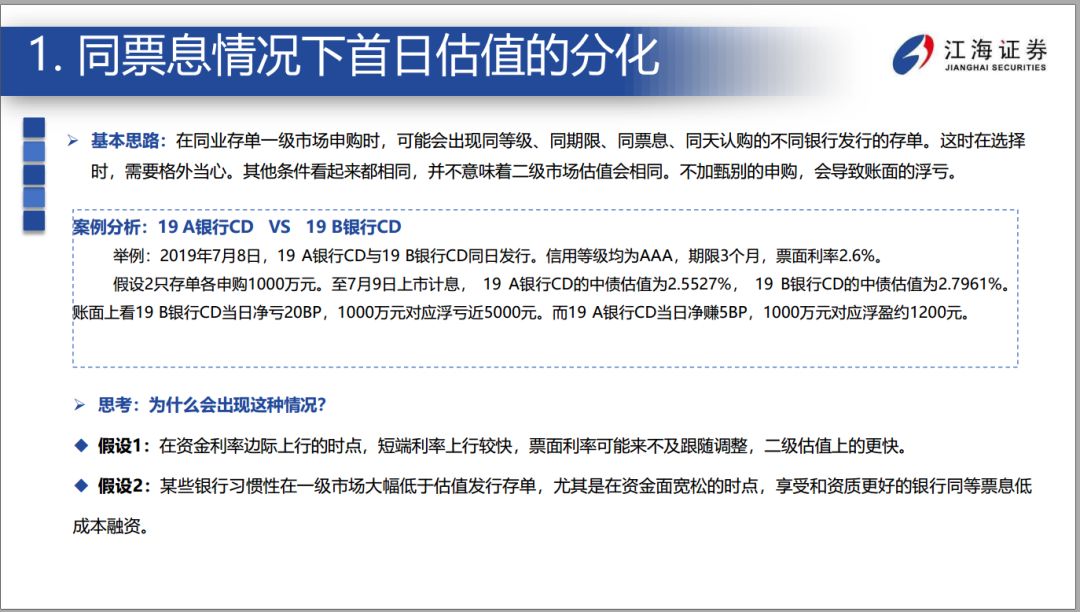 1. 同票息情况下首日估值的分化
江海证券
JIANGHAI SECURITIES
基本思路：在同业存单一级市场申购时，可能会出现同等级、同期限、同票息、同天认购的不同银行发行的存单。这时在选择
时，需要格外当心。其他条件看起来都相同，并不意味着二级市场估值会相同。不加甄别的申购，会导致账面的浮亏。
案例分析：19 A银行CD VS 19 B银行CD
举例：2019年7月8日，19 A银行CD与19 B银行CD同日发行。信用等级均为AAA，期限3个月，票面利率2.6%。
假设2只存单各申购1000万元。至7月9日上市计息， 19 A银行CD的中债估值为2.5527%， 19 B银行CD的中债估值为2.7961%。
账面上看19 B银行CD当日净亏20BP，1000万元对应浮亏近5000元。而19 A银行CD当日净赚5BP，1000万元对应浮盈约1200元。
思考：为什么会出现这种情况？
假设1：在资金利率边际上行的时点，短端利率上行较快，票面利率可能来不及跟随调整，二级估值上的更快。
假设2：某些银行习惯性在一级市场大幅低于估值发行存单，尤其是在资金面宽松的时点，享受和资质更好的银行同等票息低
成本融资。